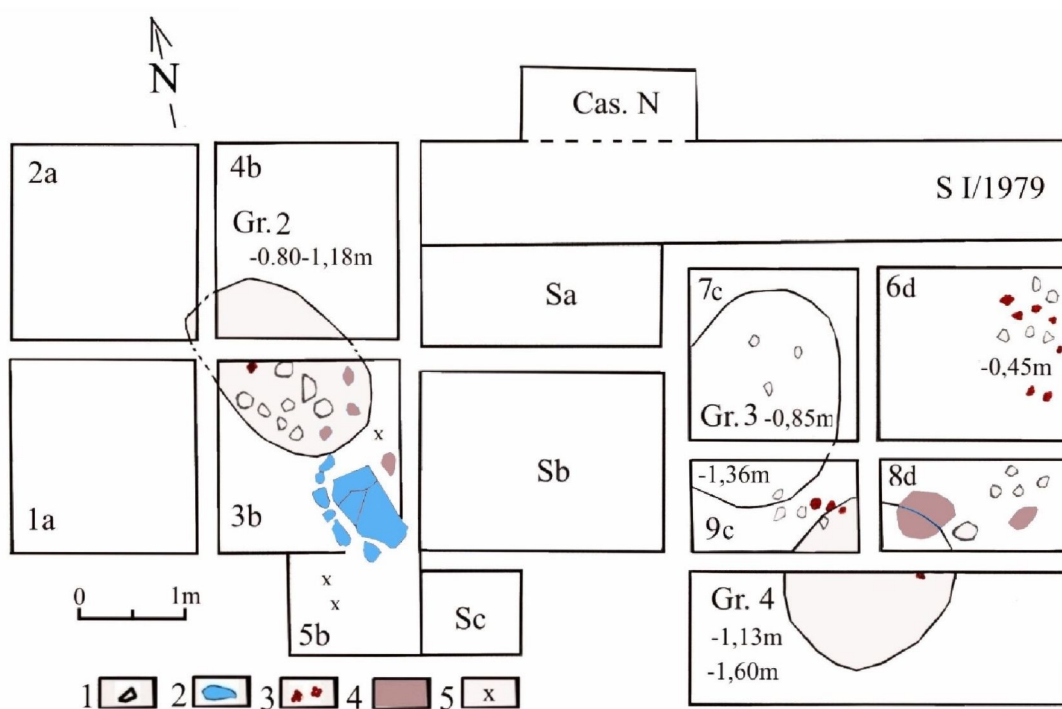 N
Cas. N
2a
4b
S I/1979
Gr. 2
-0.80-1,18m
Sa
7c
6d
-0,45m
Gr. 3 -0,85m
-1,36m
8d
x
Sb
1a
3b
9c
0 1m
x
x
5b
Sc
Gr. 4
-1,13m
-1,60m
1 2 3 4 5 x